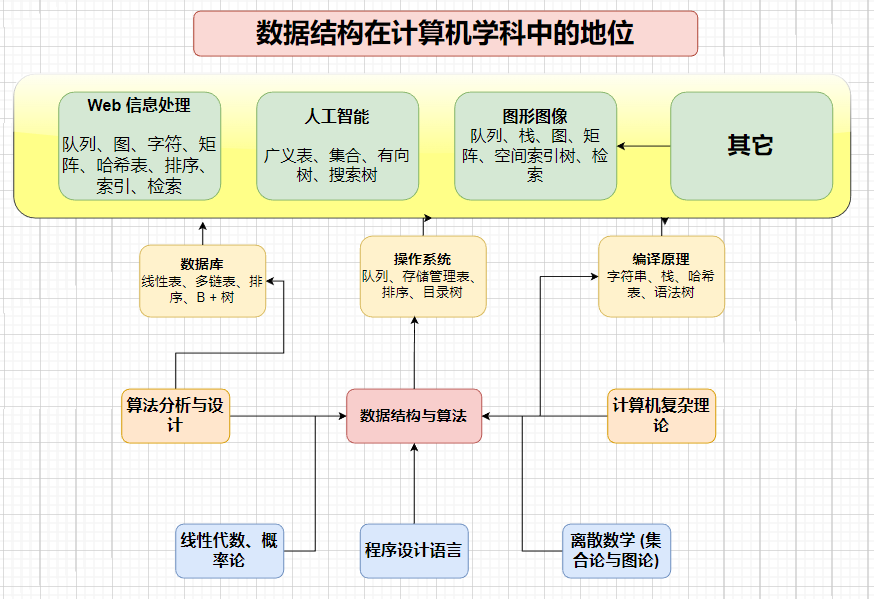 数据结构在计算机学科中的地位
Web 信息处理
队列、图、字符、矩
阵、哈希表、排序、
索引、检索
人工智能
广义表、集合、有向
树、搜索树
图形图像
队列、栈、图、矩
阵、空间索引树、检
索
其它
数据库
线性表、多链表、排
序、B + 树
操作系统
队列、存储管理表、
排序、目录树
编译原理
字符串、栈、哈希
表、语法树
算法分析与设
计
数据结构与算法
计算机复杂理
论
线性代数、概
率论
程序设计语言
离散数学 (集
合论与图论)